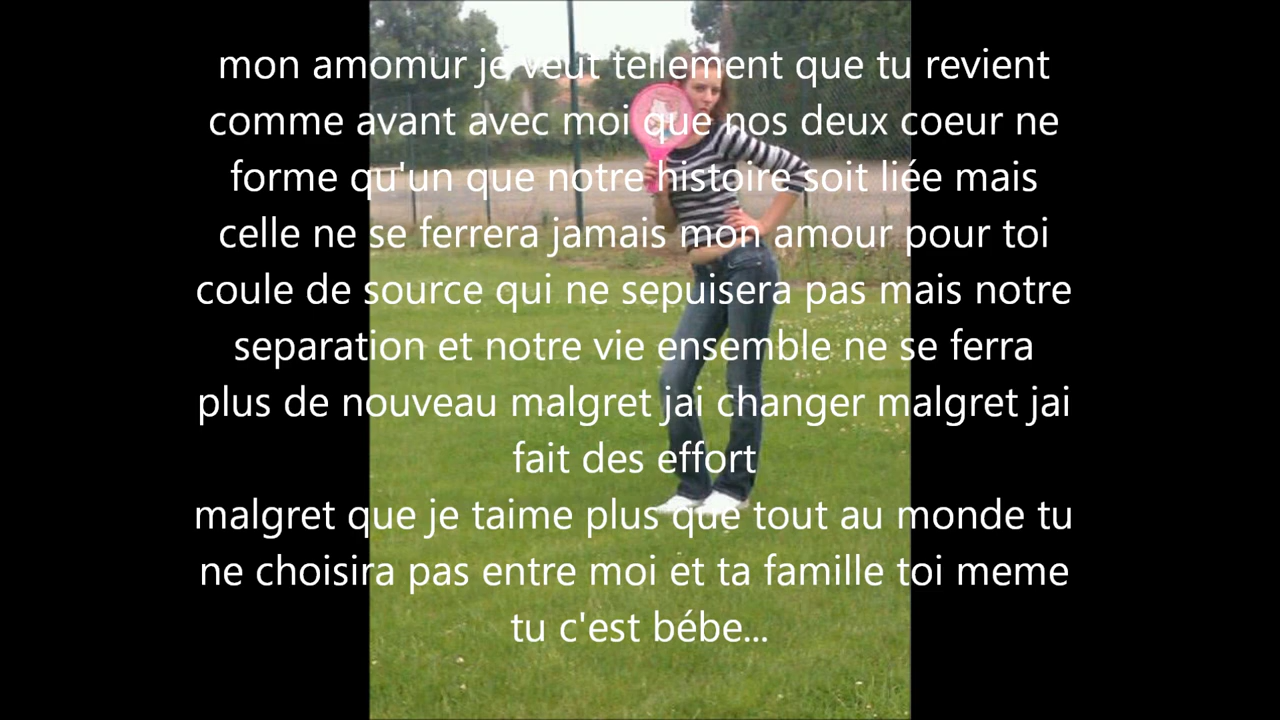 mon amomur je veut tellement que tu revient
comme avant avec moi que nos deux coeur ne
forme qu'un que notre histoire soit liée mais
celle ne se ferrera jamais mon amour pour toi
coule de source qui ne sepuisera pas mais notre
separation et notre vie ensemble ne se ferra
plus de nouveau malgret jai changer malgret jai
fait des effort
malgret que je taime plus que tout au monde tu
ne choisira pas entre moi et ta famille toi meme
tu c'est bébe...